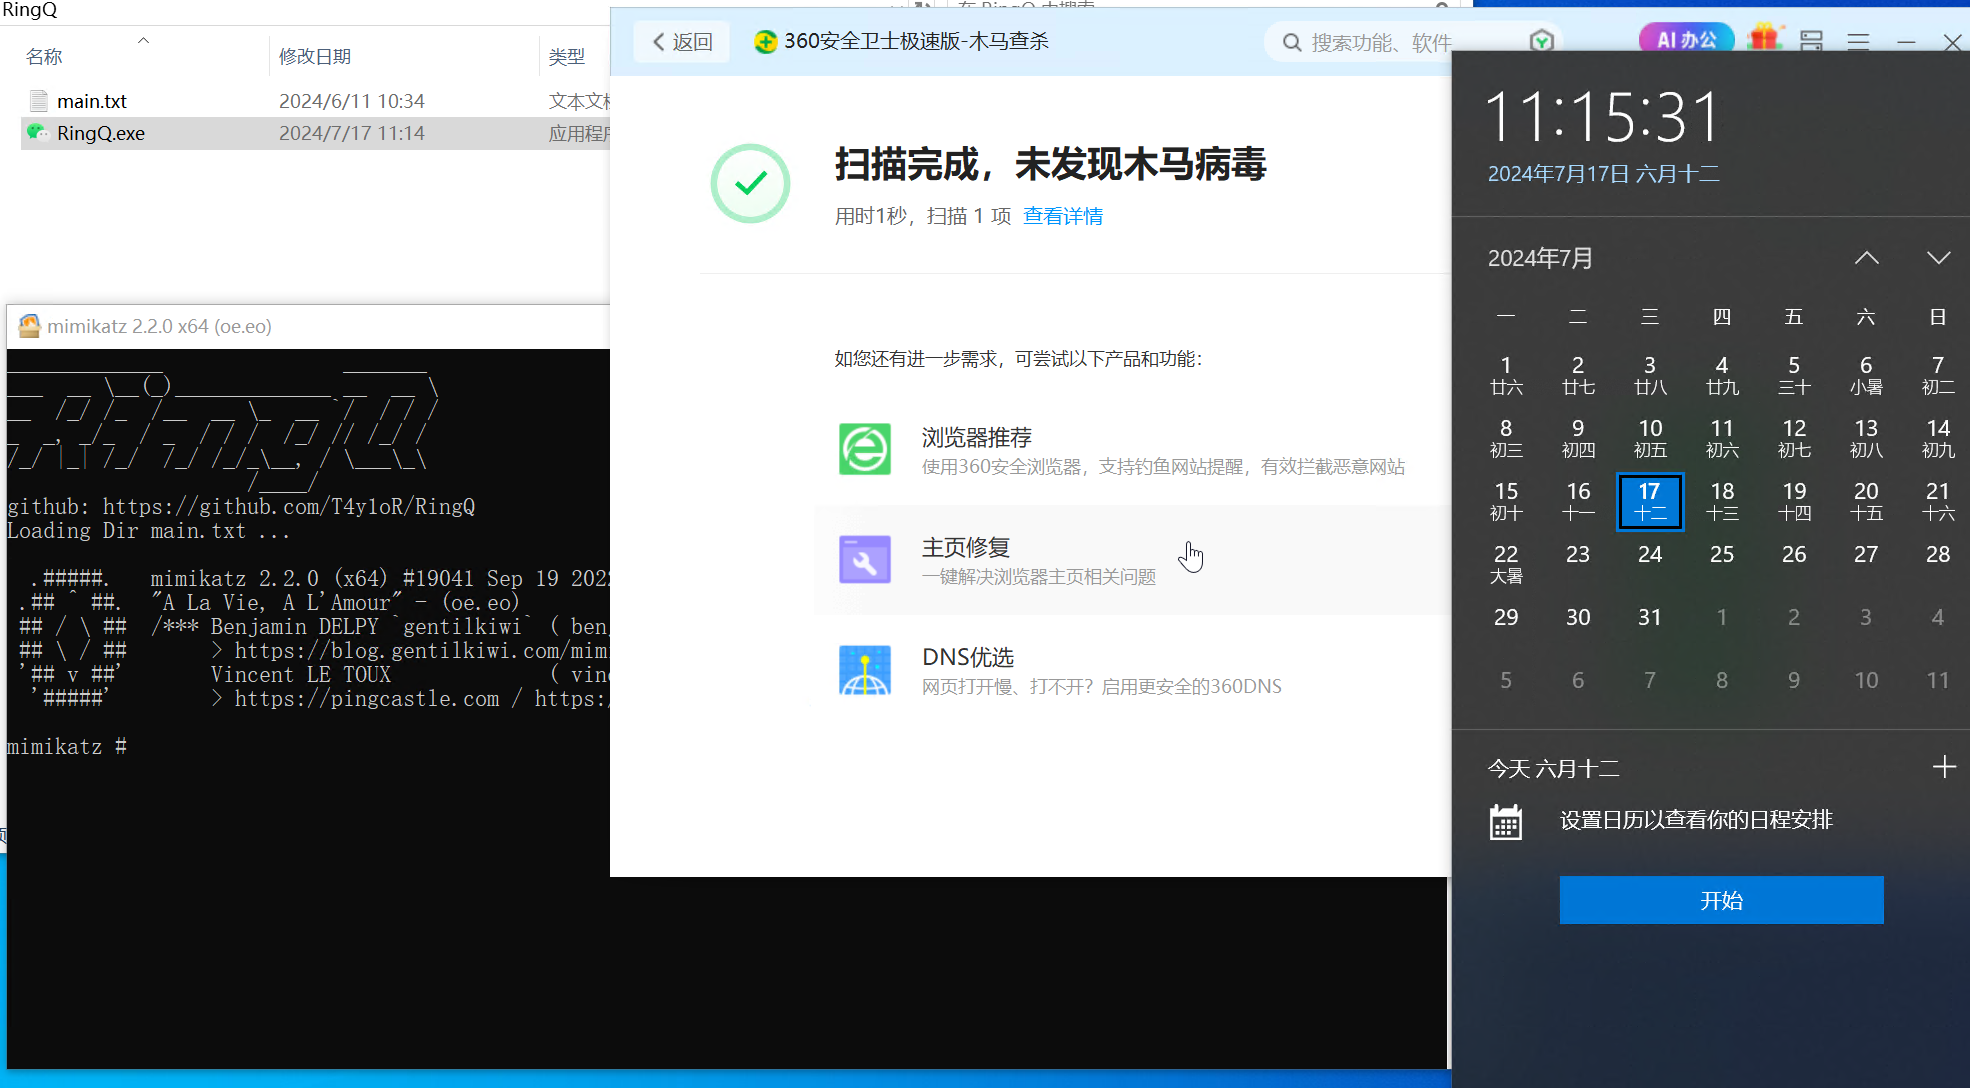 RingQ
名称
修改日期
类型
main.txt
2024/6/11 10:34
文本文档
RingQ.exe
2024/7/17 11:14
应用程序
返回
360安全卫士极速版-木马查杀
搜索功能、软件
AI 办公
扫描完成，未发现木马病毒
用时1秒，扫描 1 项 查看详情
如您还有进一步需求，可尝试以下产品和功能：
浏览器推荐
使用360安全浏览器，支持钓鱼网站提醒，有效拦截恶意网站
主页修复
一键解决浏览器主页相关问题
DNS优选
网页打开慢、打不开？启用更安全的360DNS
mimikatz 2.2.0 x64 (oe.eo)
RingQ
github: https://github.com/T4y1oR/RingQ
Loading Dir main.txt ...
.#####.   mimikatz 2.2.0 (x64) #19041 Sep 19 2022
.## ^ ##.  "A La Vie, A L'Amour" - (oe.eo)
## / \ ##  /*** Benjamin DELPY `gentilkiwi` ( ben
## \ / ##       > https://blog.gentilkiwi.com/mim
'## v ##'       Vincent LE TOUX             ( vin
'#####'        > https://pingcastle.com / https:/
mimikatz #
11:15:31
2024年7月17日 六月十二
2024年7月
一 二 三 四 五 六 日
1 2 3 4 5 6 7
廿六 廿七 廿八 廿九 三十 小暑 初二
8 9 10 11 12 13 14
初三 初四 初五 初六 初七 初八 初九
15 16 17 18 19 20 21
初十 十一 十二 十三 十四 十五 十六
22 23 24 25 26 27 28
大暑
29 30 31 1 2 3 4
5 6 7 8 9 10 11
今天 六月十二
设置日历以查看你的日程安排
开始